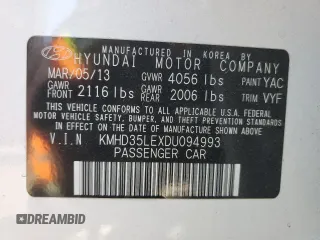 MANUFACTURED IN KOREA BY
HYUNDAI MOTOR COMPANY
MAR/05/13 GVWR 4056 lbs PAINT YAC
GAWR FRONT 2116 lbs GAWR REAR 2006 lbs TRIM VYF
THIS VEHICLE CONFORMS TO ALL APPLICABLE U.S. FEDERAL
MOTOR VEHICLE SAFETY, BUMPER, AND THEFT PREVENTION
STANDARDS IN EFFECT ON THE DATE OF MANUFACTURE SHOWN ABOVE.
V.I.N KMHD35LEXDU094993
PASSENGER CAR
DREAMBID
dreambid.com